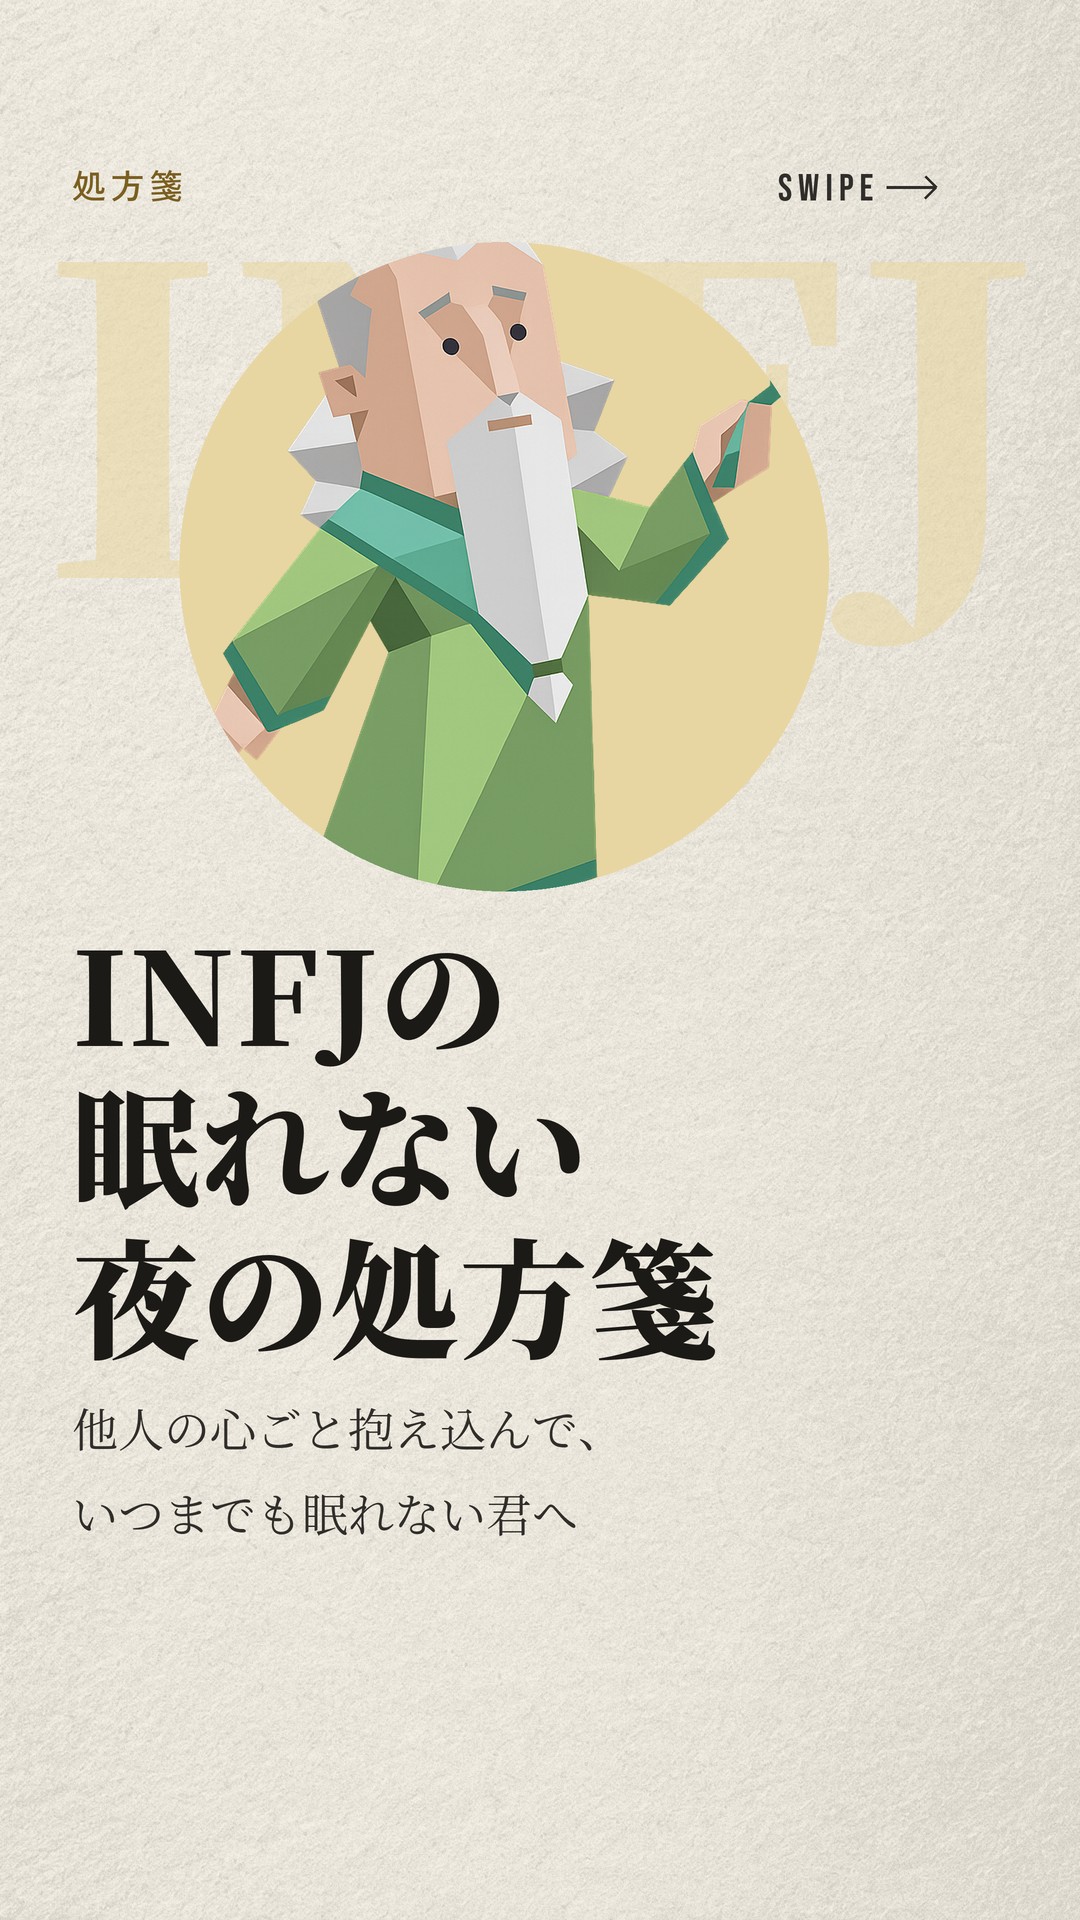 処方箋
SWIPE →
INFJ
INFJの
眠れない
夜の処方箋
他人の心ごと抱え込んで、
いつまでも眠れない君へ